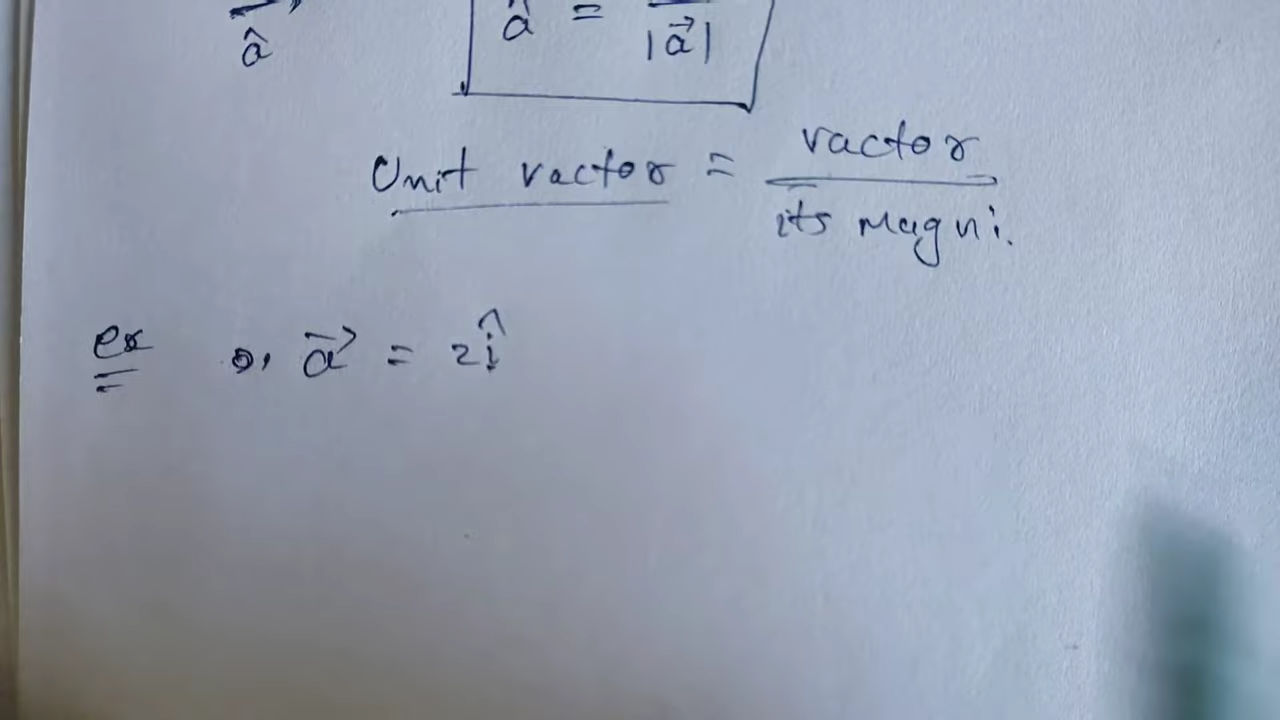 â
â = |a⃗|
Unit vactor = vactor / its magni.
ex a⃗ = 2î